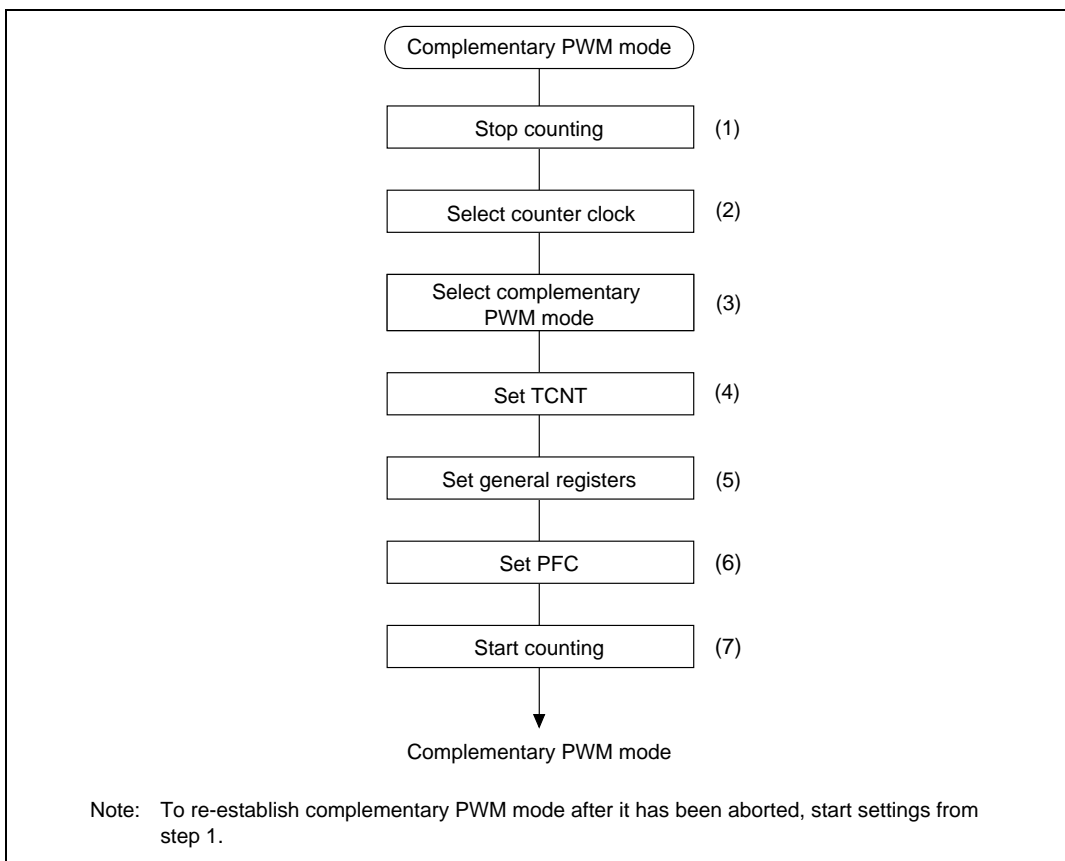 Complementary PWM mode
Stop counting (1)
Select counter clock (2)
Select complementary
PWM mode (3)
Set TCNT (4)
Set general registers (5)
Set PFC (6)
Start counting (7)
Complementary PWM mode
Note: To re-establish complementary PWM mode after it has been aborted, start settings from
step 1.